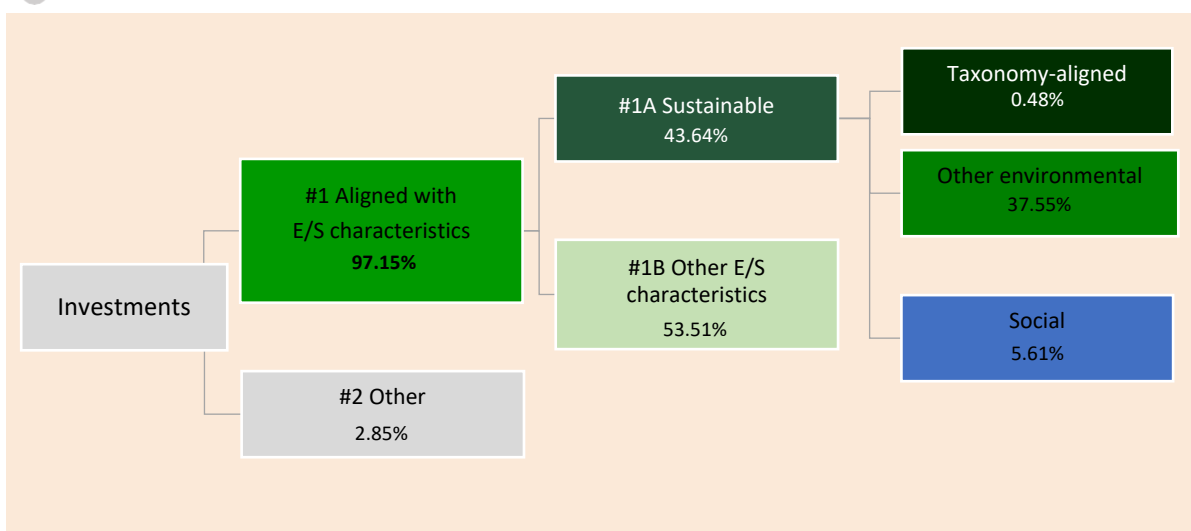 Investments
#1 Aligned with
E/S characteristics
97.15%
#2 Other
2.85%
#1A Sustainable
43.64%
#1B Other E/S
characteristics
53.51%
Taxonomy-aligned
0.48%
Other environmental
37.55%
Social
5.61%